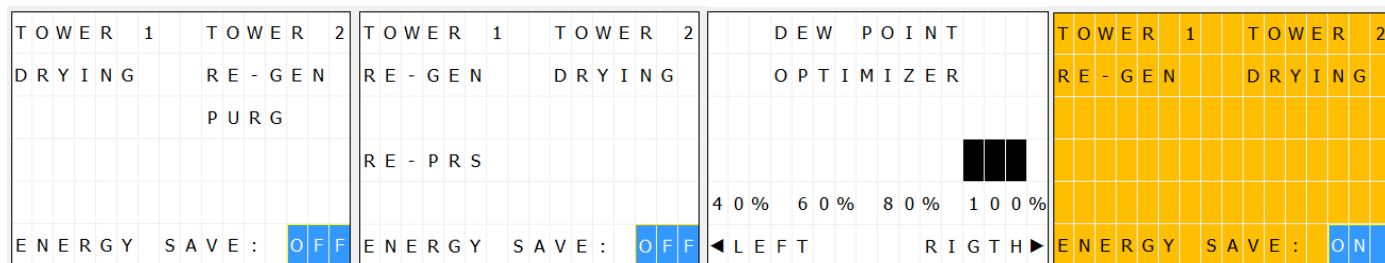 TOWER 1 TOWER 2
DRYING RE-GEN
PURG
ENERGY SAVE: OFF
TOWER 1 TOWER 2
RE-GEN DRYING
RE-PRS
ENERGY SAVE: OFF
DEW POINT
OPTIMIZER
40% 60% 80% 100%
◄LEFT RIGTH►
TOWER 1 TOWER 2
RE-GEN DRYING
ENERGY SAVE: ON